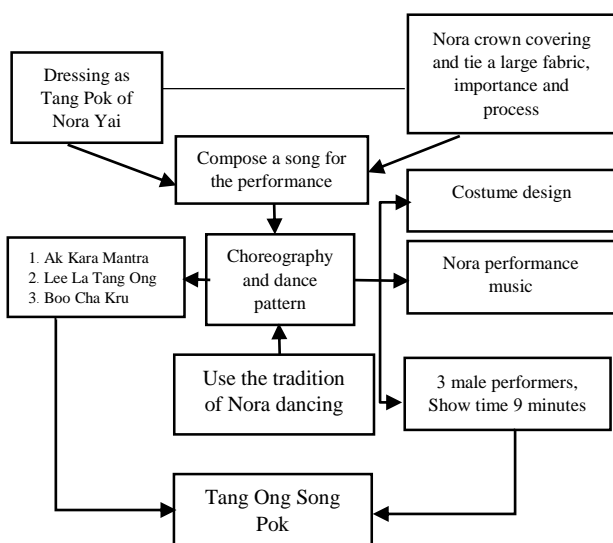 Dressing as
Tang Pok of
Nora Yai
Nora crown covering
and tie a large fabric,
importance and
process
Compose a song for
the performance
Costume design
1. Ak Kara Mantra
2. Lee La Tang Ong
3. Boo Cha Kru
Choreography
and dance
pattern
Nora performance
music
Use the tradition
of Nora dancing
3 male performers,
Show time 9 minutes
Tang Ong Song
Pok